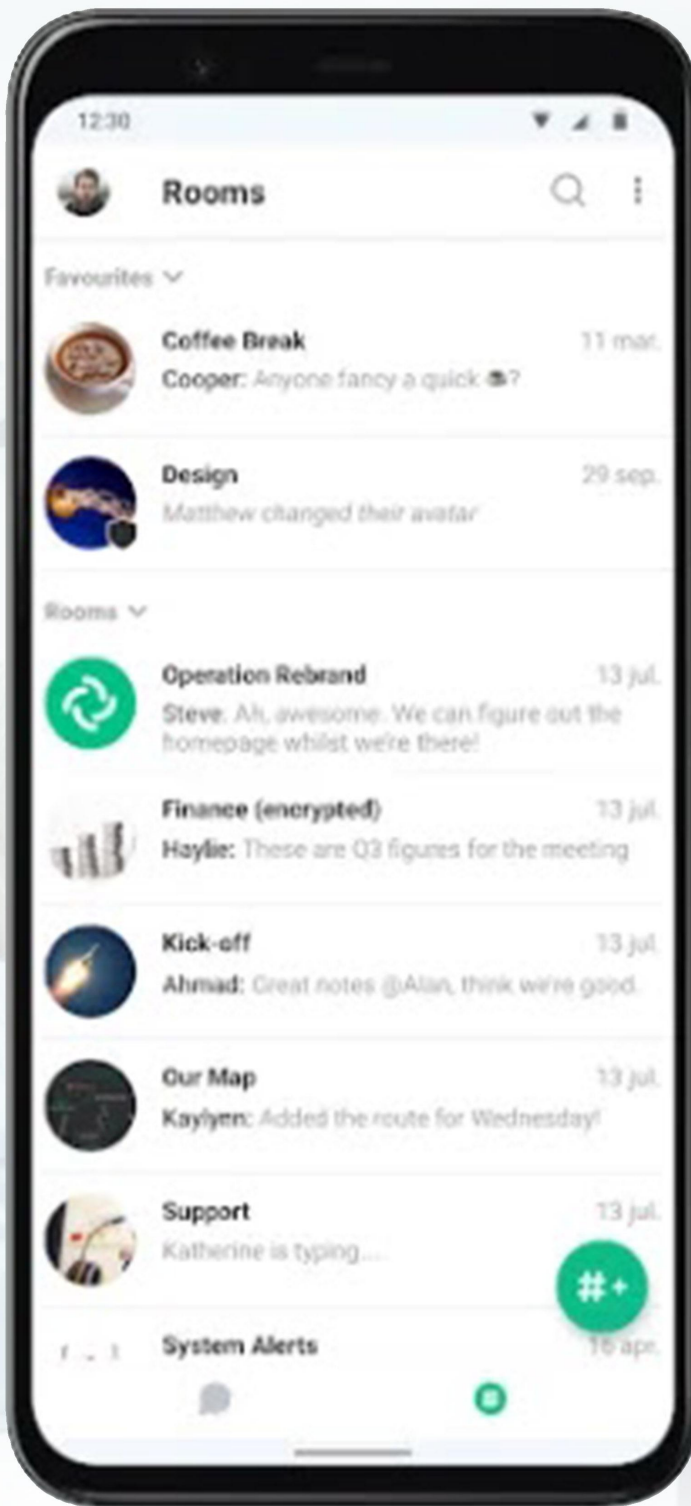 12:30
Rooms
Favourites
Coffee Break 11 mar.
Cooper: Anyone fancy a quick ☕?
Design 29 sep.
Matthew changed their avatar
Rooms
Operation Rebrand 13 jul.
Steve: Ah, awesome. We can figure out the
homepage whilst we're there!
Finance (encrypted) 13 jul.
Haylie: These are Q3 figures for the meeting
Kick-off 13 jul.
Ahmad: Great notes @Alan, think we're good.
Our Map 13 jul.
Kaylynn: Added the route for Wednesday!
Support 13 jul.
Katherine is typing....
#+
System Alerts 16 apr.